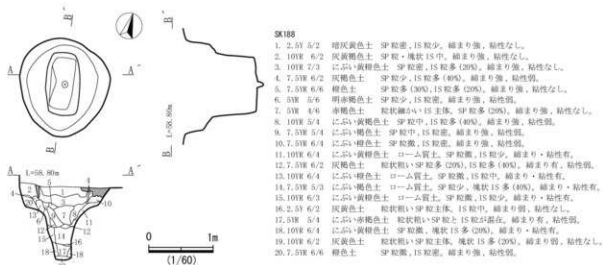 SK188
1. 2.5Y 5/2 暗灰黄色土 SP粒密, IS粒少, 締まり強, 粘性なし。
2. 10YR 6/2 灰黄褐色土 SP粒・塊状IS中, 締まり強, 粘性なし。
3. 10YR 7/3 にぶい黄橙色土 SP粒密, IS粒多(20%), 締まり強, 粘性なし。
4. 7.5YR 6/2 灰褐色土 SP粒少, IS粒多(40%), 締まり強, 粘性弱。
5. 7.5YR 6/6 橙色土 SP粒多(30%), IS粒多(20%), 締まり強, 粘性なし。
6. 5YR 5/6 明赤褐色土 SP粒少, IS粒密, 締まり強, 粘性弱。
7. 5YR 4/6 赤褐色土 粒状細かいIS主体, SP粒多(20%), 締まり強, 粘性なし。
8. 10YR 5/4 にぶい黄褐色土 SP粒中, IS粒多(40%), 締まり強, 粘性弱。
9. 7.5YR 5/4 にぶい褐色土 SP粒中, IS粒密, 締まり強, 粘性弱。
10. 7.5YR 6/4 にぶい橙色土 SP粒微, IS粒密, 締まり強, 粘性弱。
11. 10YR 6/4 にぶい黄橙色土 ローム質土, SP粒微, IS粒少, 締まり・粘性有。
12. 7.5YR 6/2 灰褐色土 粒状粗いSP粒多(20%), IS粒多(40%), 締まり有, 粘性弱。
13. 10YR 6/4 にぶい橙色土 ローム質土, SP粒微, IS粒中, 締まり・粘性有。
14. 7.5YR 5/3 にぶい褐色土 ローム質土, SP粒少, 塊状IS多(40%), 締まり・粘性有。
15. 10YR 6/3 にぶい黄橙色土 ローム質土, SP粒微, IS粒少, 締まり・粘性有。
16. 2.5Y 6/2 灰黄色土 粒状粗いSP粒主体, IS粒中, 締まり弱, 粘性なし。
17. 5YR 5/4 にぶい赤褐色土 粒状粗いSP粒とIS粒が混在, 締まり有, 粘性弱。
18. 10YR 6/4 にぶい黄橙色土 SP粒微, 塊状IS多(20%), 締まり・粘性有。
19. 10YR 6/2 灰黄色土 粒状粗いSP粒主体, 塊状IS多(20%), 締まり弱, 粘性なし。
20. 7.5YR 6/6 橙色土 SP粒微, IS粒密, 締まり強, 粘性弱。
B´
A
A´
B
B´
B
L=58.80m
A
A´
L=58.80m
0 1m
(1/60)